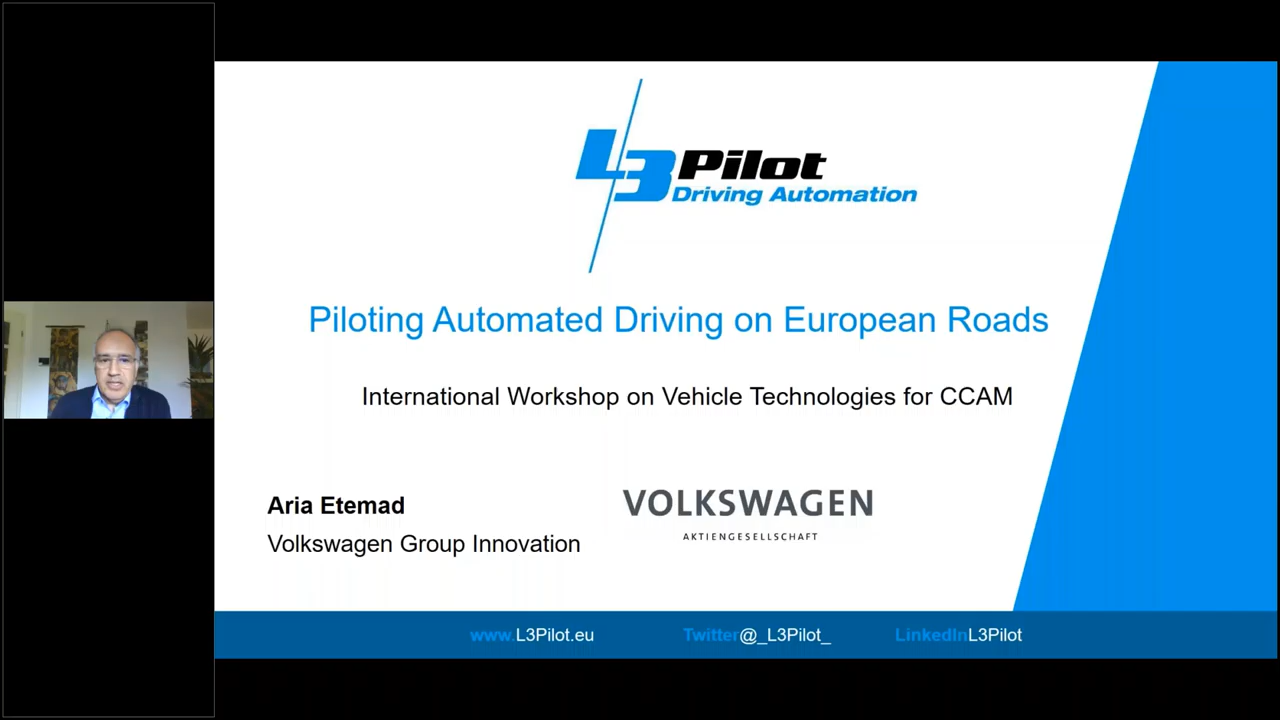 L3Pilot
Driving Automation
Piloting Automated Driving on European Roads
International Workshop on Vehicle Technologies for CCAM
Aria Etemad
Volkswagen Group Innovation
VOLKSWAGEN
AKTIENGESELLSCHAFT
www.L3Pilot.eu Twitter@_L3Pilot_ LinkedInL3Pilot